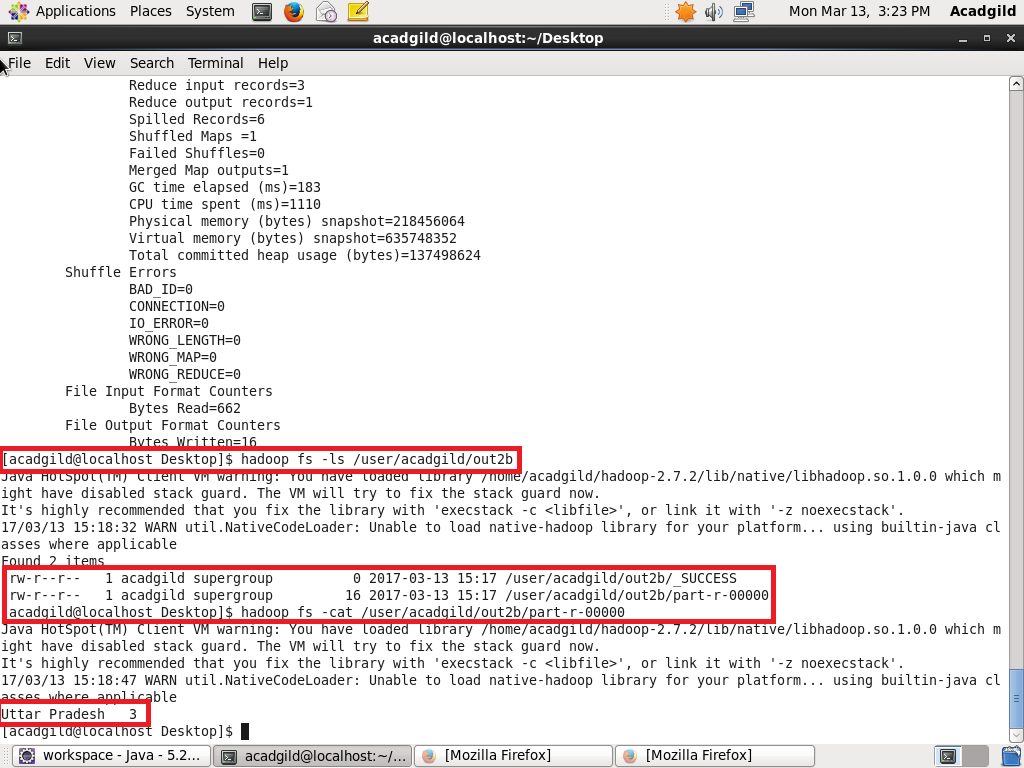 Applications Places System Mon Mar 13, 3:23 PM Acadgild
acadgild@localhost:~/Desktop
File Edit View Search Terminal Help
Reduce input records=3
Reduce output records=1
Spilled Records=6
Shuffled Maps =1
Failed Shuffles=0
Merged Map outputs=1
GC time elapsed (ms)=183
CPU time spent (ms)=1110
Physical memory (bytes) snapshot=218456064
Virtual memory (bytes) snapshot=635748352
Total committed heap usage (bytes)=137498624
Shuffle Errors
BAD_ID=0
CONNECTION=0
IO_ERROR=0
WRONG_LENGTH=0
WRONG_MAP=0
WRONG_REDUCE=0
File Input Format Counters
Bytes Read=662
File Output Format Counters
Bytes Written=16
[acadgild@localhost Desktop]$ hadoop fs -ls /user/acadgild/out2b
Java HotSpot(TM) Client VM warning: You have loaded library /home/acadgild/hadoop-2.7.2/lib/native/libhadoop.so.1.0.0 which m
ight have disabled stack guard. The VM will try to fix the stack guard now.
It's highly recommended that you fix the library with 'execstack -c <libfile>', or link it with '-z noexecstack'.
17/03/13 15:18:32 WARN util.NativeCodeLoader: Unable to load native-hadoop library for your platform... using builtin-java cl
asses where applicable
Found 2 items
rw-r--r-- 1 acadgild supergroup 0 2017-03-13 15:17 /user/acadgild/out2b/_SUCCESS
rw-r--r-- 1 acadgild supergroup 16 2017-03-13 15:17 /user/acadgild/out2b/part-r-00000
acadgild@localhost Desktop]$ hadoop fs -cat /user/acadgild/out2b/part-r-00000
Java HotSpot(TM) Client VM warning: You have loaded library /home/acadgild/hadoop-2.7.2/lib/native/libhadoop.so.1.0.0 which m
ight have disabled stack guard. The VM will try to fix the stack guard now.
It's highly recommended that you fix the library with 'execstack -c <libfile>', or link it with '-z noexecstack'.
17/03/13 15:18:47 WARN util.NativeCodeLoader: Unable to load native-hadoop library for your platform... using builtin-java cl
asses where applicable
Uttar Pradesh 3
[acadgild@localhost Desktop]$
workspace - Java - 5.2... acadgild@localhost:~/... [Mozilla Firefox] [Mozilla Firefox]